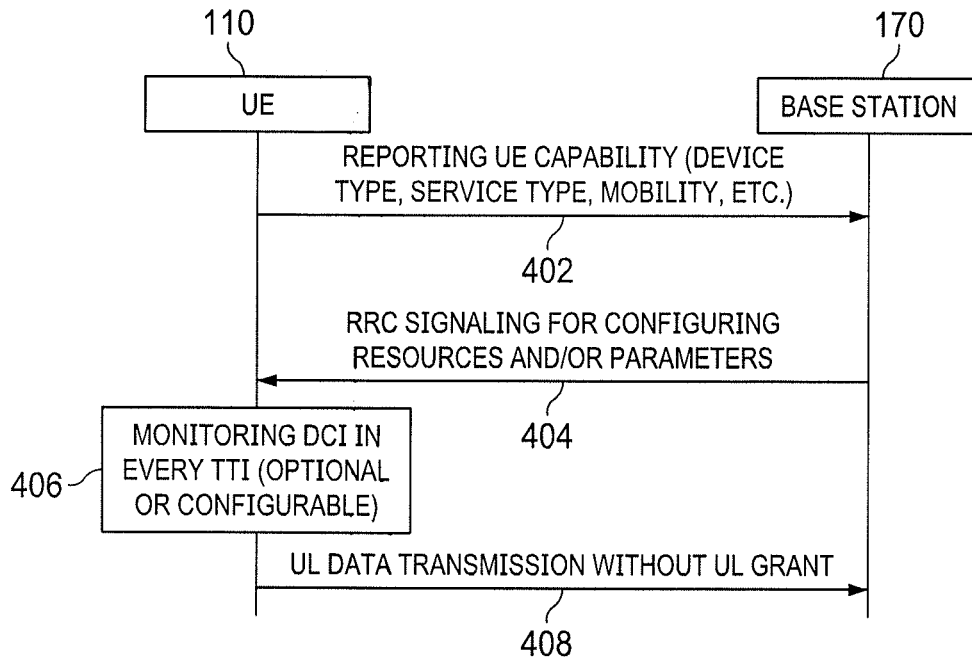 110
170
UE
BASE STATION
REPORTING UE CAPABILITY (DEVICE
TYPE, SERVICE TYPE, MOBILITY, ETC.)
402
RRC SIGNALING FOR CONFIGURING
RESOURCES AND/OR PARAMETERS
404
MONITORING DCI IN
EVERY TTI (OPTIONAL
OR CONFIGURABLE)
406
UL DATA TRANSMISSION WITHOUT UL GRANT
408